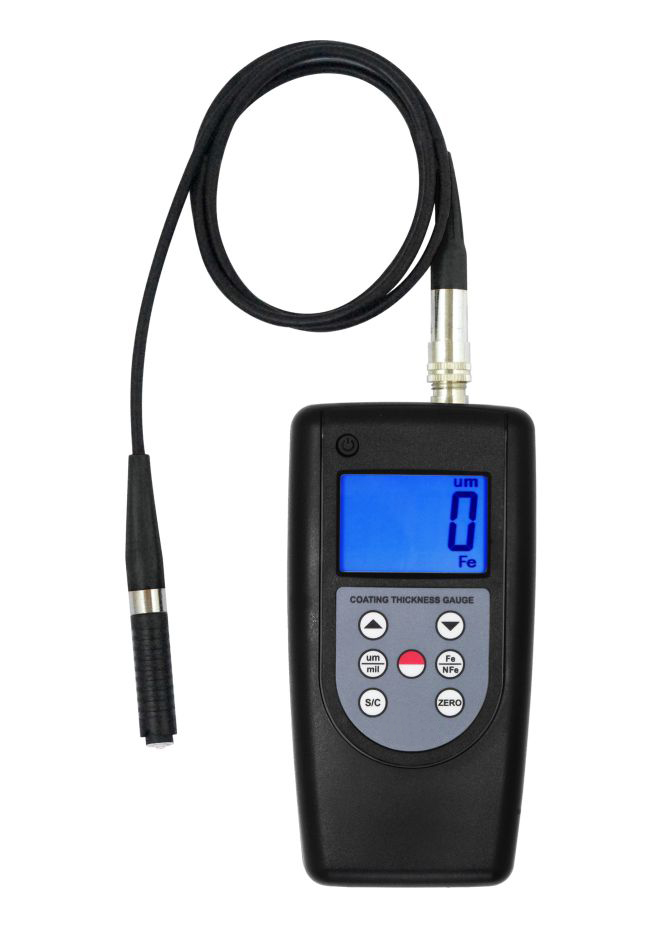 um
0
Fe
COATING THICKNESS GAUGE
um
mil
Fe
NFe
S/C
ZERO